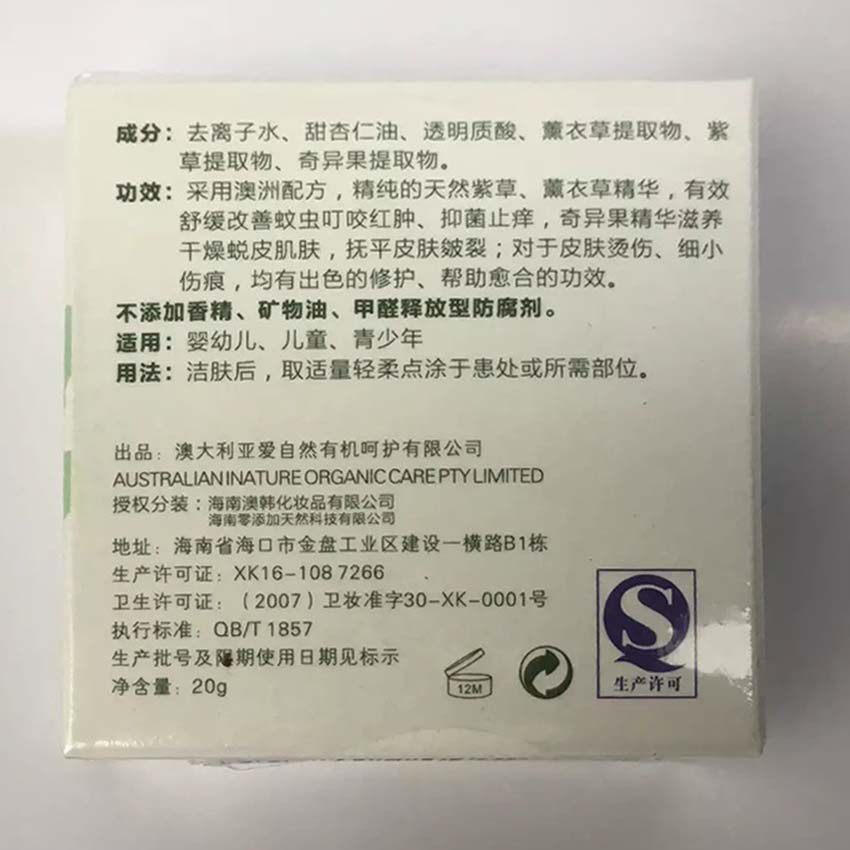 成分：去离子水、甜杏仁油、透明质酸、薰衣草提取物、紫
草提取物、奇异果提取物。
功效：采用澳洲配方，精纯的天然紫草、薰衣草精华，有效
舒缓改善蚊虫叮咬红肿、抑菌止痒，奇异果精华滋养
干燥蜕皮肌肤，抚平皮肤皴裂；对于皮肤烫伤、细小
伤痕，均有出色的修护、帮助愈合的功效。
不添加香精、矿物油、甲醛释放型防腐剂。
适用：婴幼儿、儿童、青少年
用法：洁肤后，取适量轻柔点涂于患处或所需部位。
出品：澳大利亚爱自然有机呵护有限公司
AUSTRALIANINATURE ORGANIC CARE PTY LIMITED
授权分装：海南澳韩化妆品有限公司
海南零添加天然科技有限公司
地址：海南省海口市金盘工业区建设一横路B1栋
生产许可证：XK16-108 7266
卫生许可证：（2007）卫妆准字30-XK-0001号
执行标准：QB/T 1857
生产批号及限期使用日期见标示
净含量：20g
12M
生产许可